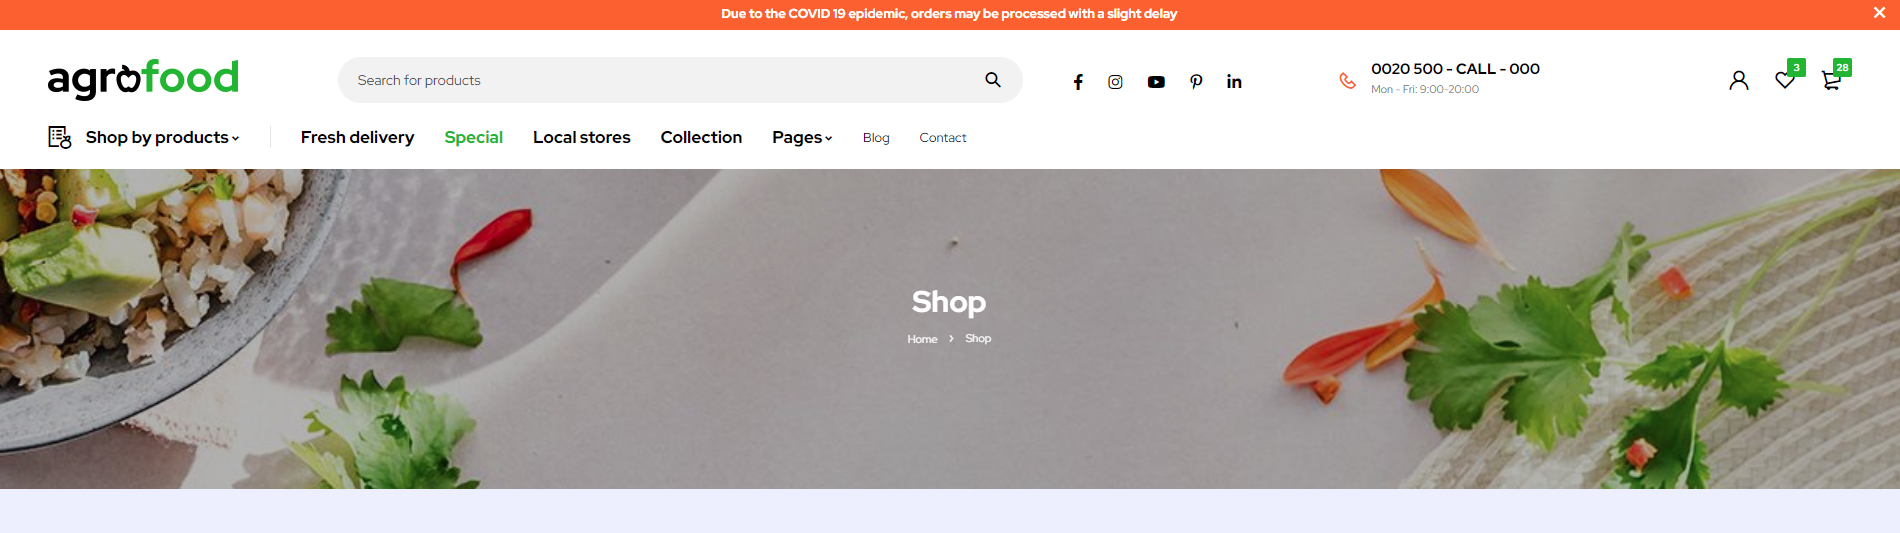 Due to the COVID 19 epidemic, orders may be processed with a slight delay
agrofood
Search for products
0020 500 - CALL - 000
Mon - Fri: 9:00-20:00
3
28
Shop by products
Fresh delivery
Special
Local stores
Collection
Pages
Blog
Contact
Shop
Home › Shop